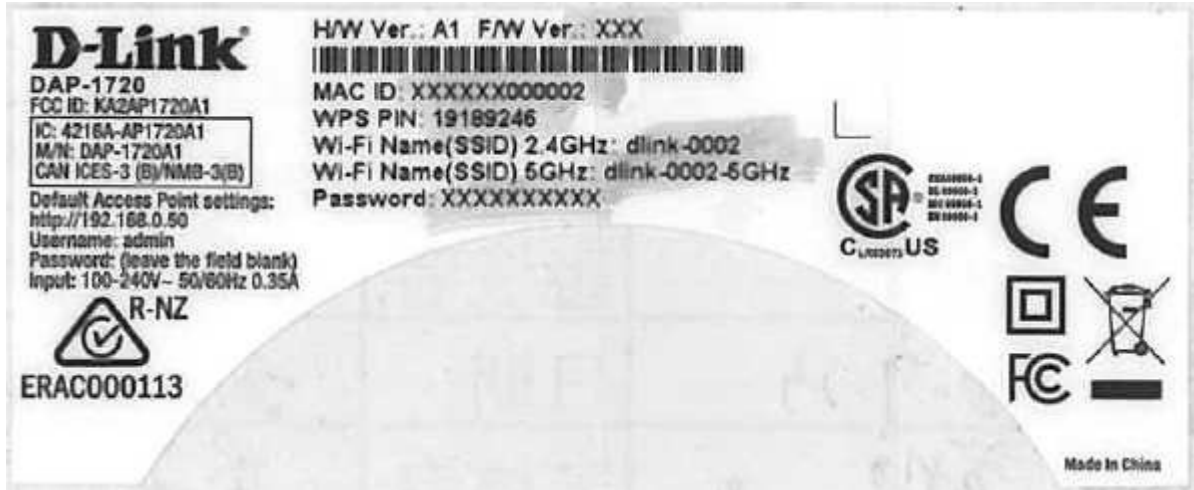 D-Link
DAP-1720
FCC ID: KA2AP1720A1
IC: 4216A-AP1720A1
M/N: DAP-1720A1
CAN ICES-3 (B)/NMB-3(B)
Default Access Point settings:
http://192.168.0.50
Username: admin
Password: (leave the field blank)
Input: 100-240V~ 50/60Hz 0.35A
R-NZ
ERAC000113
H/W Ver.: A1 F/W Ver.: XXX
MAC ID: XXXXXX000002
WPS PIN: 19189246
Wi-Fi Name(SSID) 2.4GHz: dlink-0002
Wi-Fi Name(SSID) 5GHz: dlink-0002-5GHz
Password: XXXXXXXXXX
SA
C US
CE
FC
Made In China